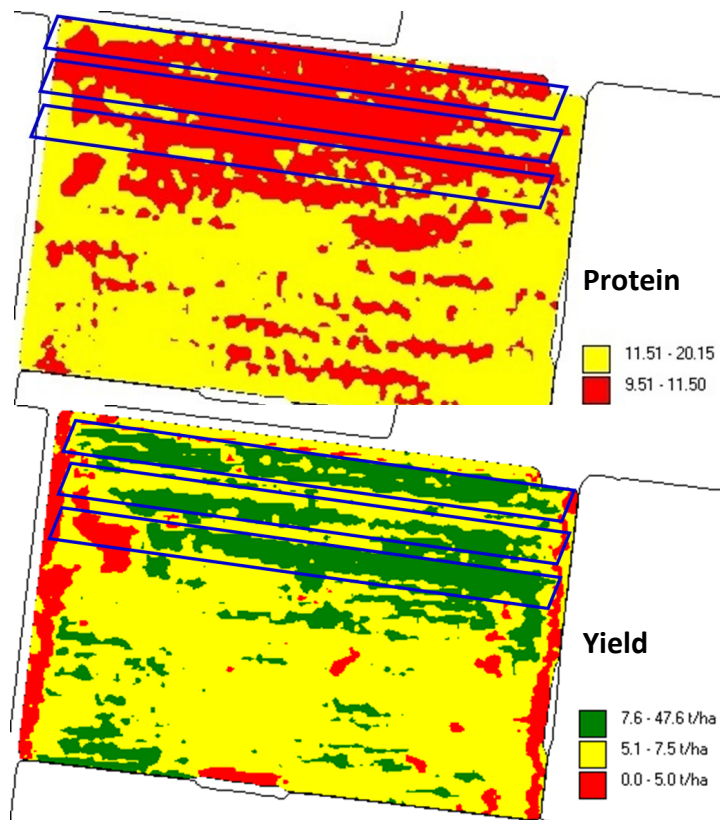 Protein
11.51 - 20.15
9.51 - 11.50
Yield
7.6 - 47.6 t/ha
5.1 - 7.5 t/ha
0.0 - 5.0 t/ha